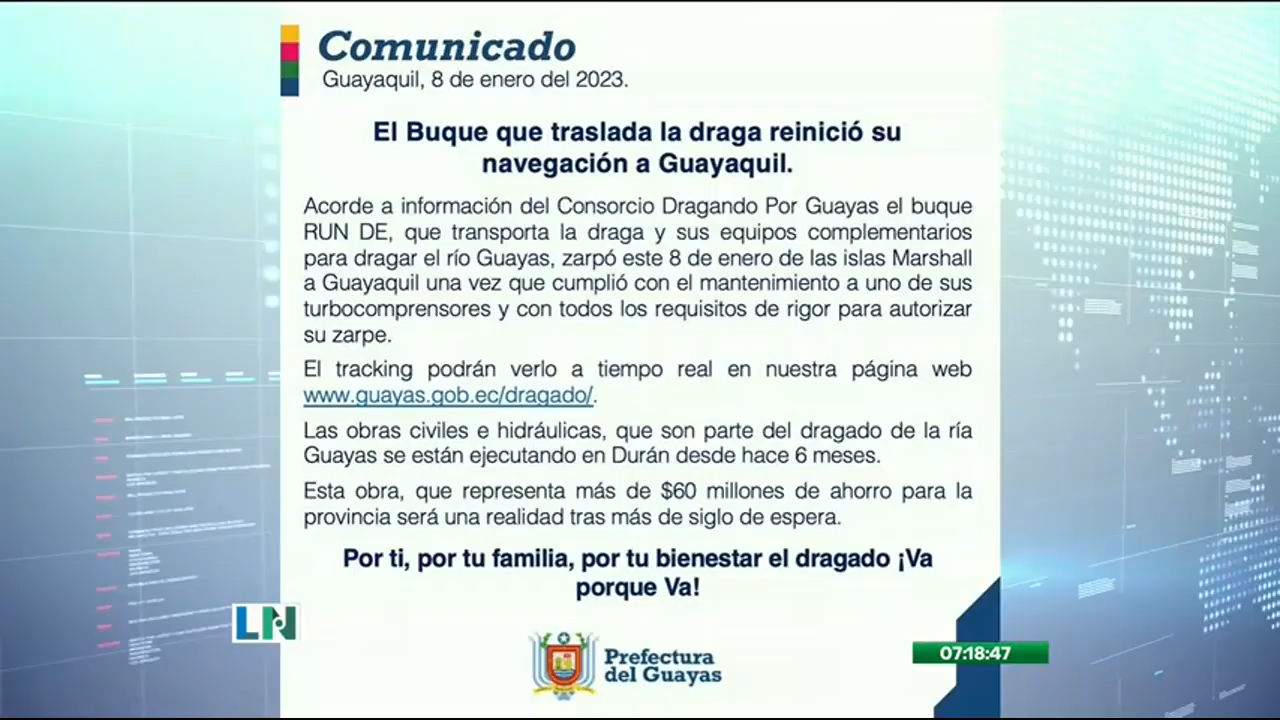 Comunicado
Guayaquil, 8 de enero del 2023.
El Buque que traslada la draga reinició su
navegación a Guayaquil.
Acorde a información del Consorcio Dragando Por Guayas el buque
RUN DE, que transporta la draga y sus equipos complementarios
para dragar el río Guayas, zarpó este 8 de enero de las islas Marshall
a Guayaquil una vez que cumplió con el mantenimiento a uno de sus
turbocomprensores y con todos los requisitos de rigor para autorizar
su zarpe.
El tracking podrán verlo a tiempo real en nuestra página web
www.guayas.gob.ec/dragado/.
Las obras civiles e hidráulicas, que son parte del dragado de la ría
Guayas se están ejecutando en Durán desde hace 6 meses.
Esta obra, que representa más de $60 millones de ahorro para la
provincia será una realidad tras más de siglo de espera.
Por ti, por tu familia, por tu bienestar el dragado ¡Va
porque Va!
LN
Prefectura
del Guayas
07:18:47